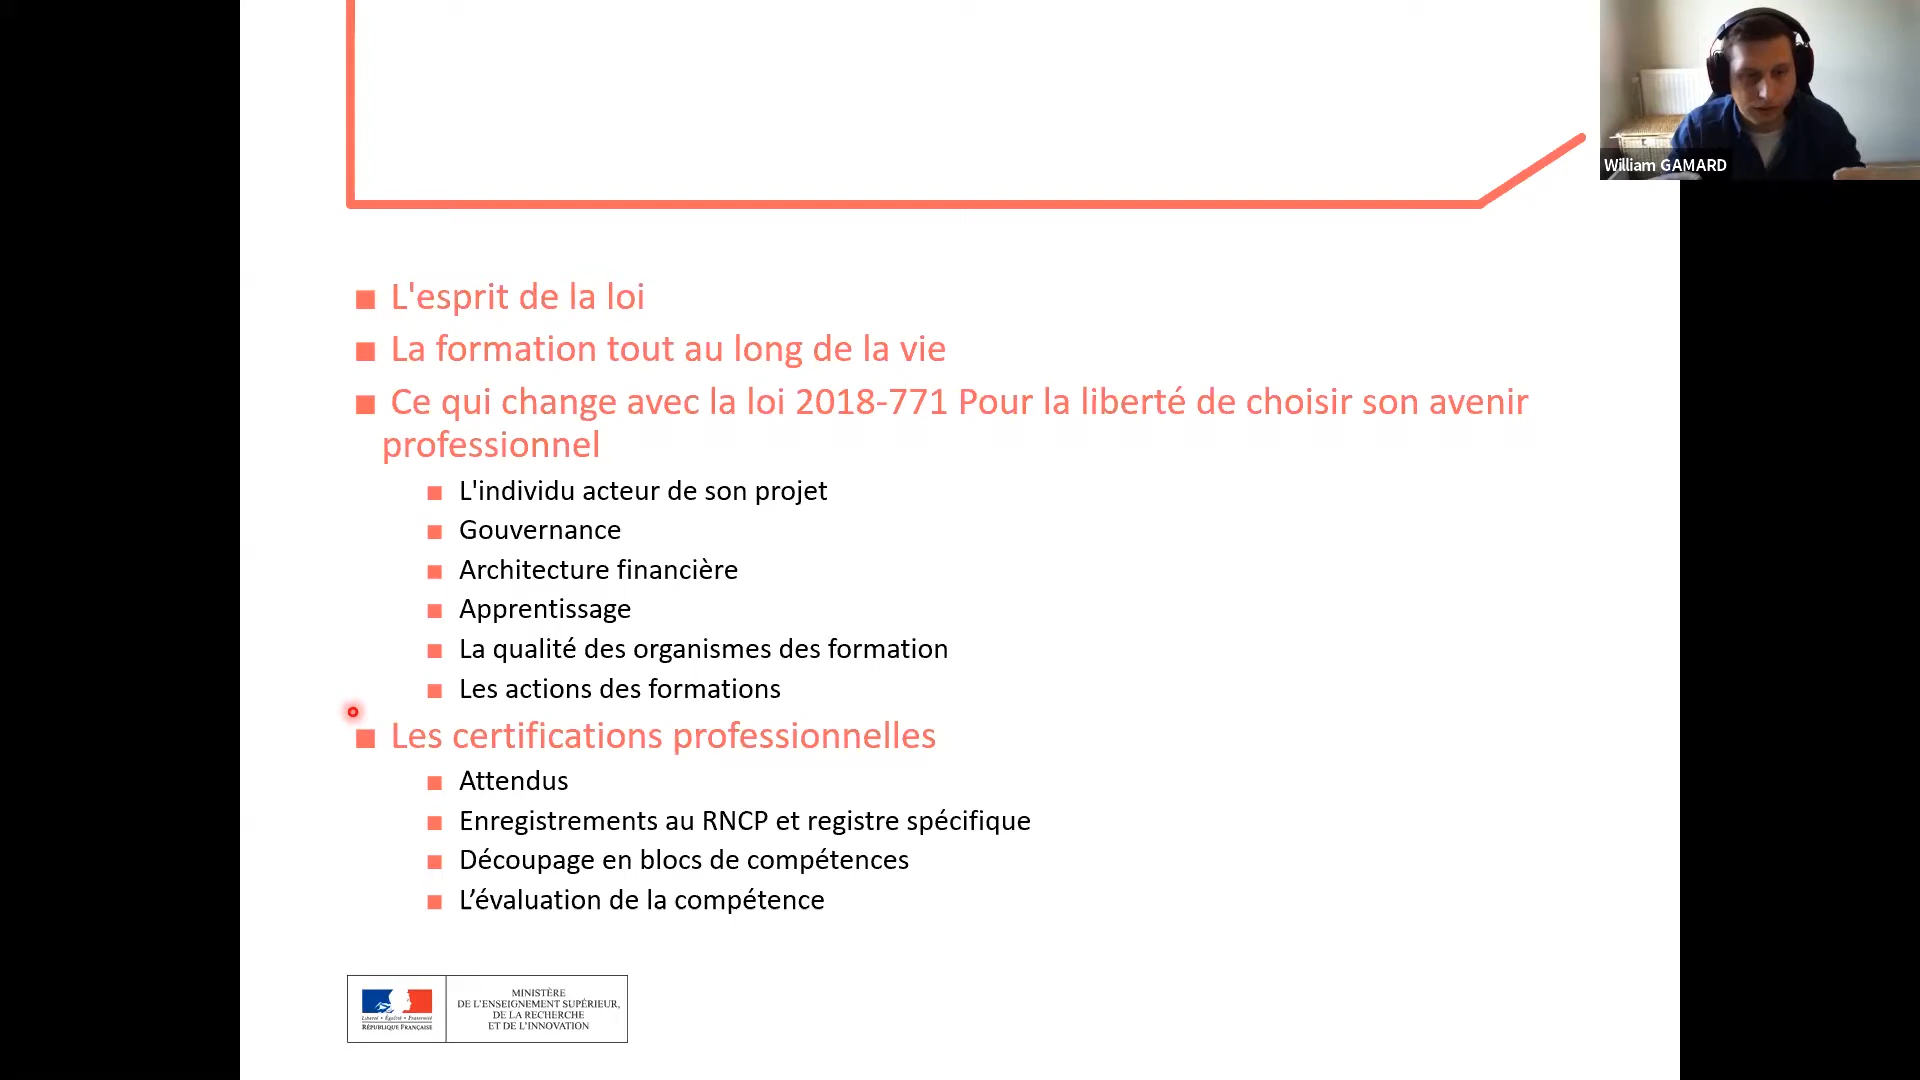 William GAMARD
L'esprit de la loi
La formation tout au long de la vie
Ce qui change avec la loi 2018-771 Pour la liberté de choisir son avenir
professionnel
L'individu acteur de son projet
Gouvernance
Architecture financière
Apprentissage
La qualité des organismes des formation
Les actions des formations
Les certifications professionnelles
Attendus
Enregistrements au RNCP et registre spécifique
Découpage en blocs de compétences
L’évaluation de la compétence
Liberté • Égalité • Fraternité
RÉPUBLIQUE FRANÇAISE
MINISTÈRE
DE L'ENSEIGNEMENT SUPÉRIEUR,
DE LA RECHERCHE
ET DE L'INNOVATION